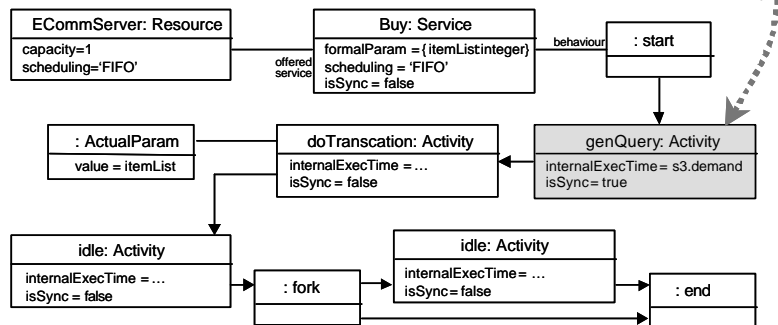 ECommServer: Resource
capacity=1
scheduling='FIFO'
offered
service
Buy: Service
formalParam = {itemList:integer}
scheduling = 'FIFO'
isSync = false
behaviour
: start
: ActualParam
value = itemList
doTranscation: Activity
internalExecTime = ...
isSync = false
genQuery: Activity
internalExecTime= s3.demand
isSync = true
idle: Activity
internalExecTime = ...
isSync = false
: fork
idle: Activity
internalExecTime= ...
isSync = false
: end